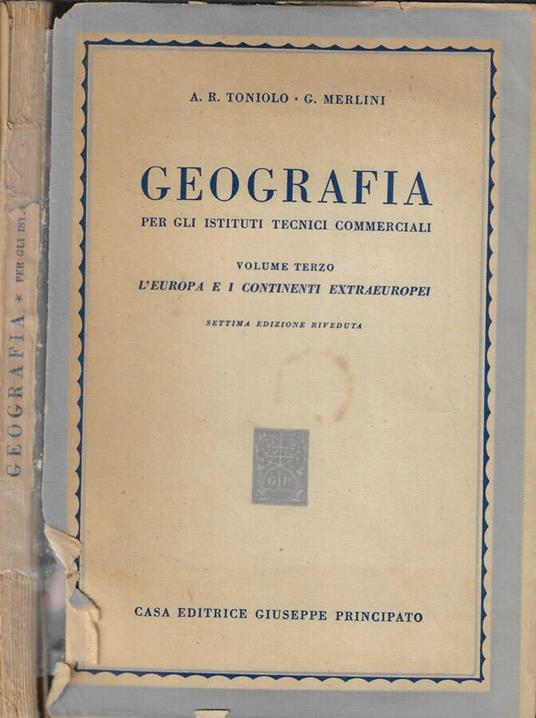 A. R. TONIOLO · G. MERLINI
GEOGRAFIA
PER GLI ISTITUTI TECNICI COMMERCIALI
VOLUME TERZO
L'EUROPA E I CONTINENTI EXTRAEUROPEI
SETTIMA EDIZIONE RIVEDUTA
G P
CASA EDITRICE GIUSEPPE PRINCIPATO
GEOGRAFIA * PER GLI IST